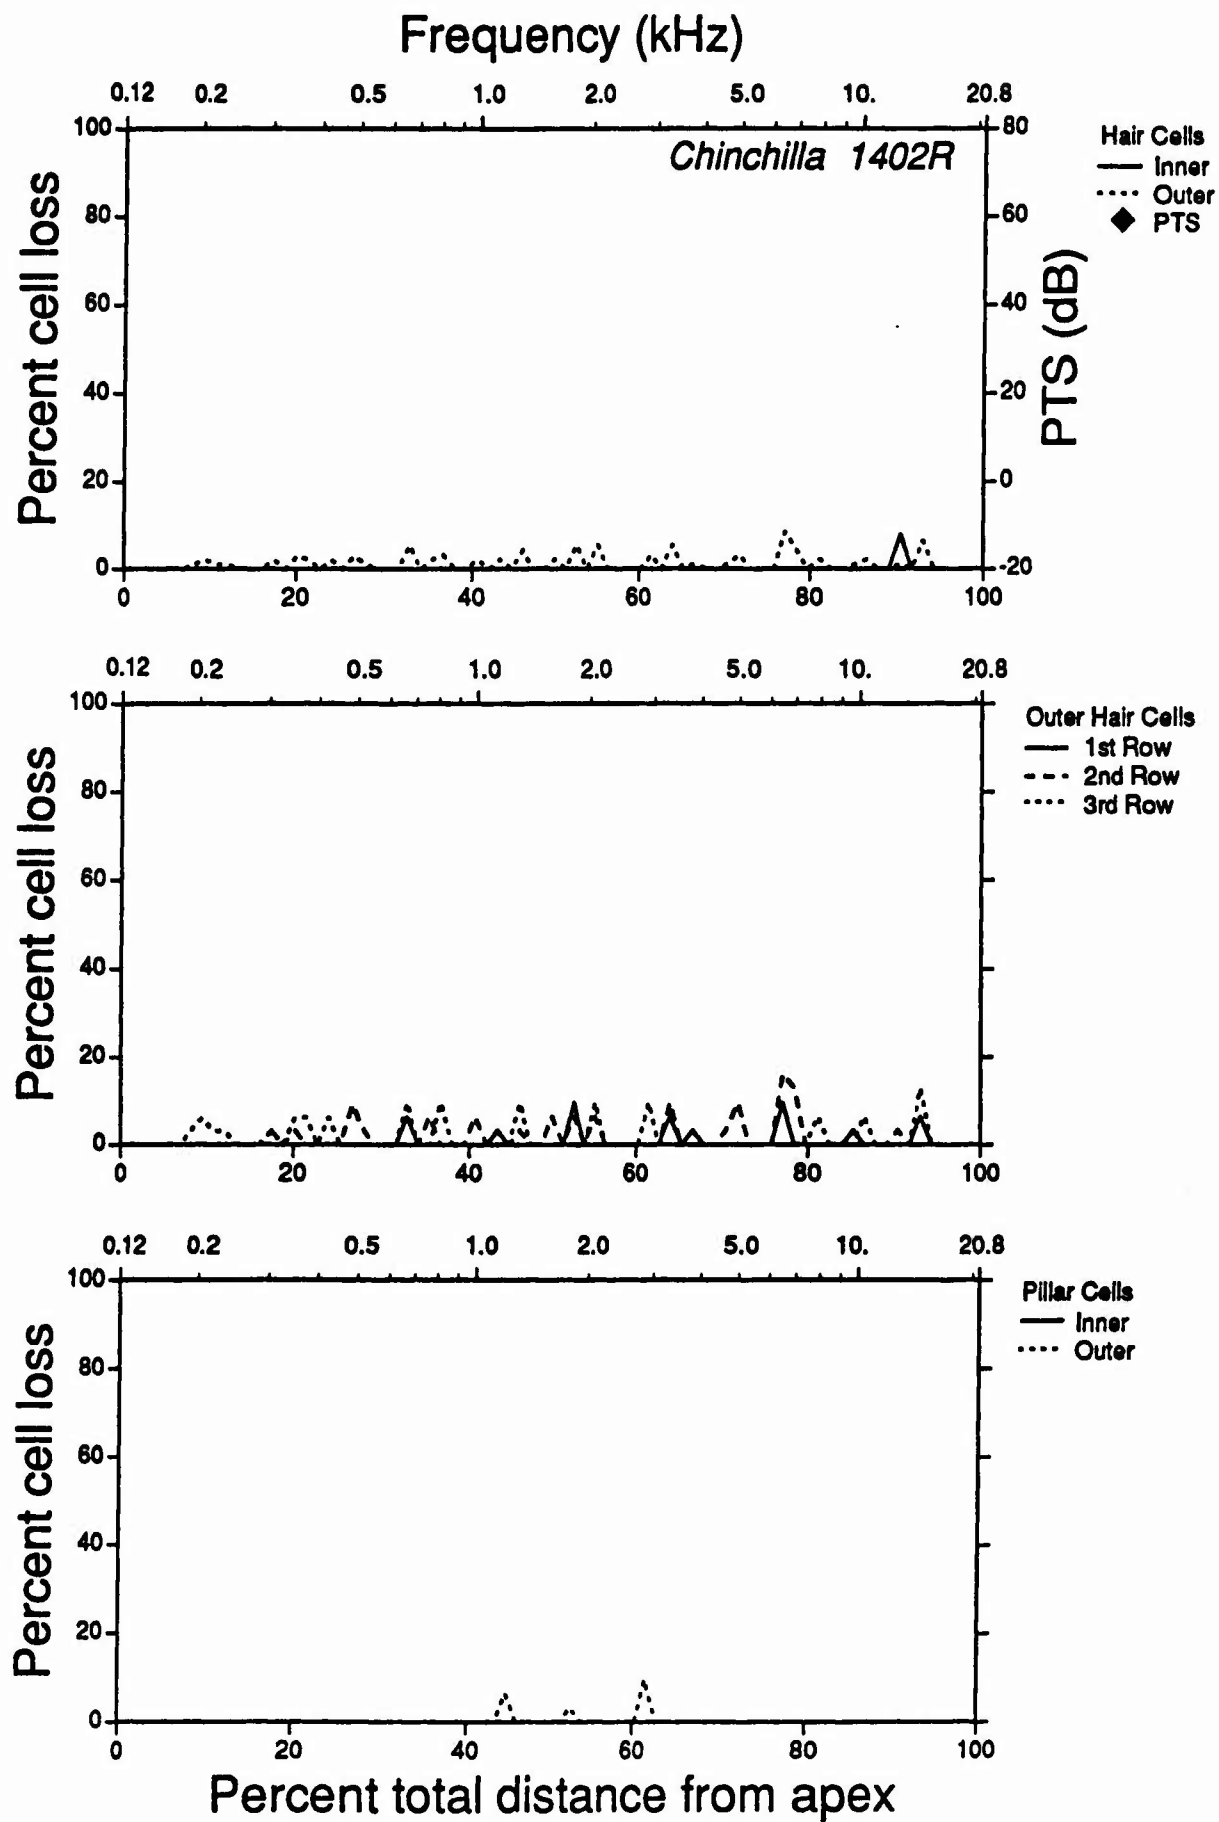 Frequency (kHz)
0.12 0.2 0.5 1.0 2.0 5.0 10. 20.8
Chinchilla 1402R
Percent cell loss
100
80
60
40
20
0
0 20 40 60 80 100
PTS (dB)
80
60
40
20
0
-20
Hair Cells
Inner
Outer
PTS
0.12 0.2 0.5 1.0 2.0 5.0 10. 20.8
Percent cell loss
100
80
60
40
20
0
0 20 40 60 80 100
Outer Hair Cells
1st Row
2nd Row
3rd Row
0.12 0.2 0.5 1.0 2.0 5.0 10. 20.8
Percent cell loss
100
80
60
40
20
0
0 20 40 60 80 100
Pillar Cells
Inner
Outer
Percent total distance from apex